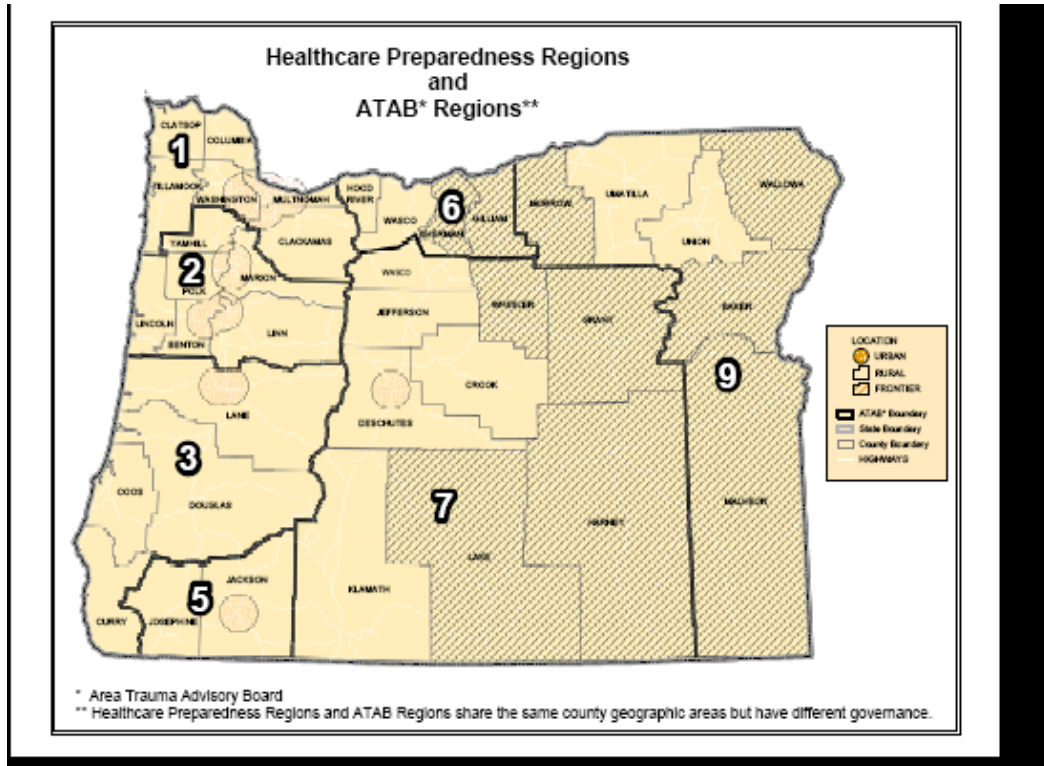 Healthcare Preparedness Regions
and
ATAB* Regions**
CLATSOP
COLUMBIA
1
TILLAMOOK
WASHINGTON
MULTNOMAH
HOOD
RIVER
WASCO
6
SHERMAN
GILLIAM
MORROW
UMATILLA
WALLOWA
UNION
YAMHILL
CLACKAMAS
2
POLK
MARION
WASCO
LINCOLN
BENTON
LINN
JEFFERSON
WHEELER
GRANT
BAKER
9
LANE
CROOK
DESCHUTES
3
COOS
DOUGLAS
7
LAKE
HARNEY
MALHEUR
5
JACKSON
KLAMATH
CURRY
JOSEPHINE
LOCATION
URBAN
RURAL
FRONTIER
ATAB* Boundary
State Boundary
County Boundary
HIGHWAYS
* Area Trauma Advisory Board
** Healthcare Preparedness Regions and ATAB Regions share the same county geographic areas but have different governance.